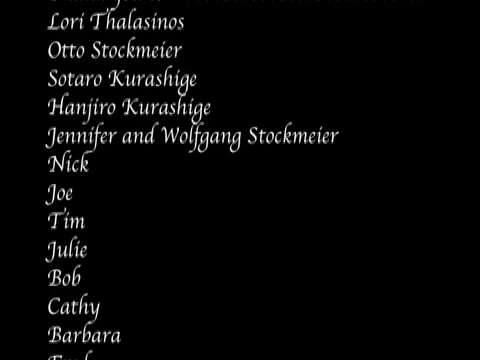 Lori Thalasinos
Otto Stockmeier
Sotaro Kurashige
Hanjiro Kurashige
Jennifer and Wolfgang Stockmeier
Nick
Joe
Tim
Julie
Bob
Cathy
Barbara